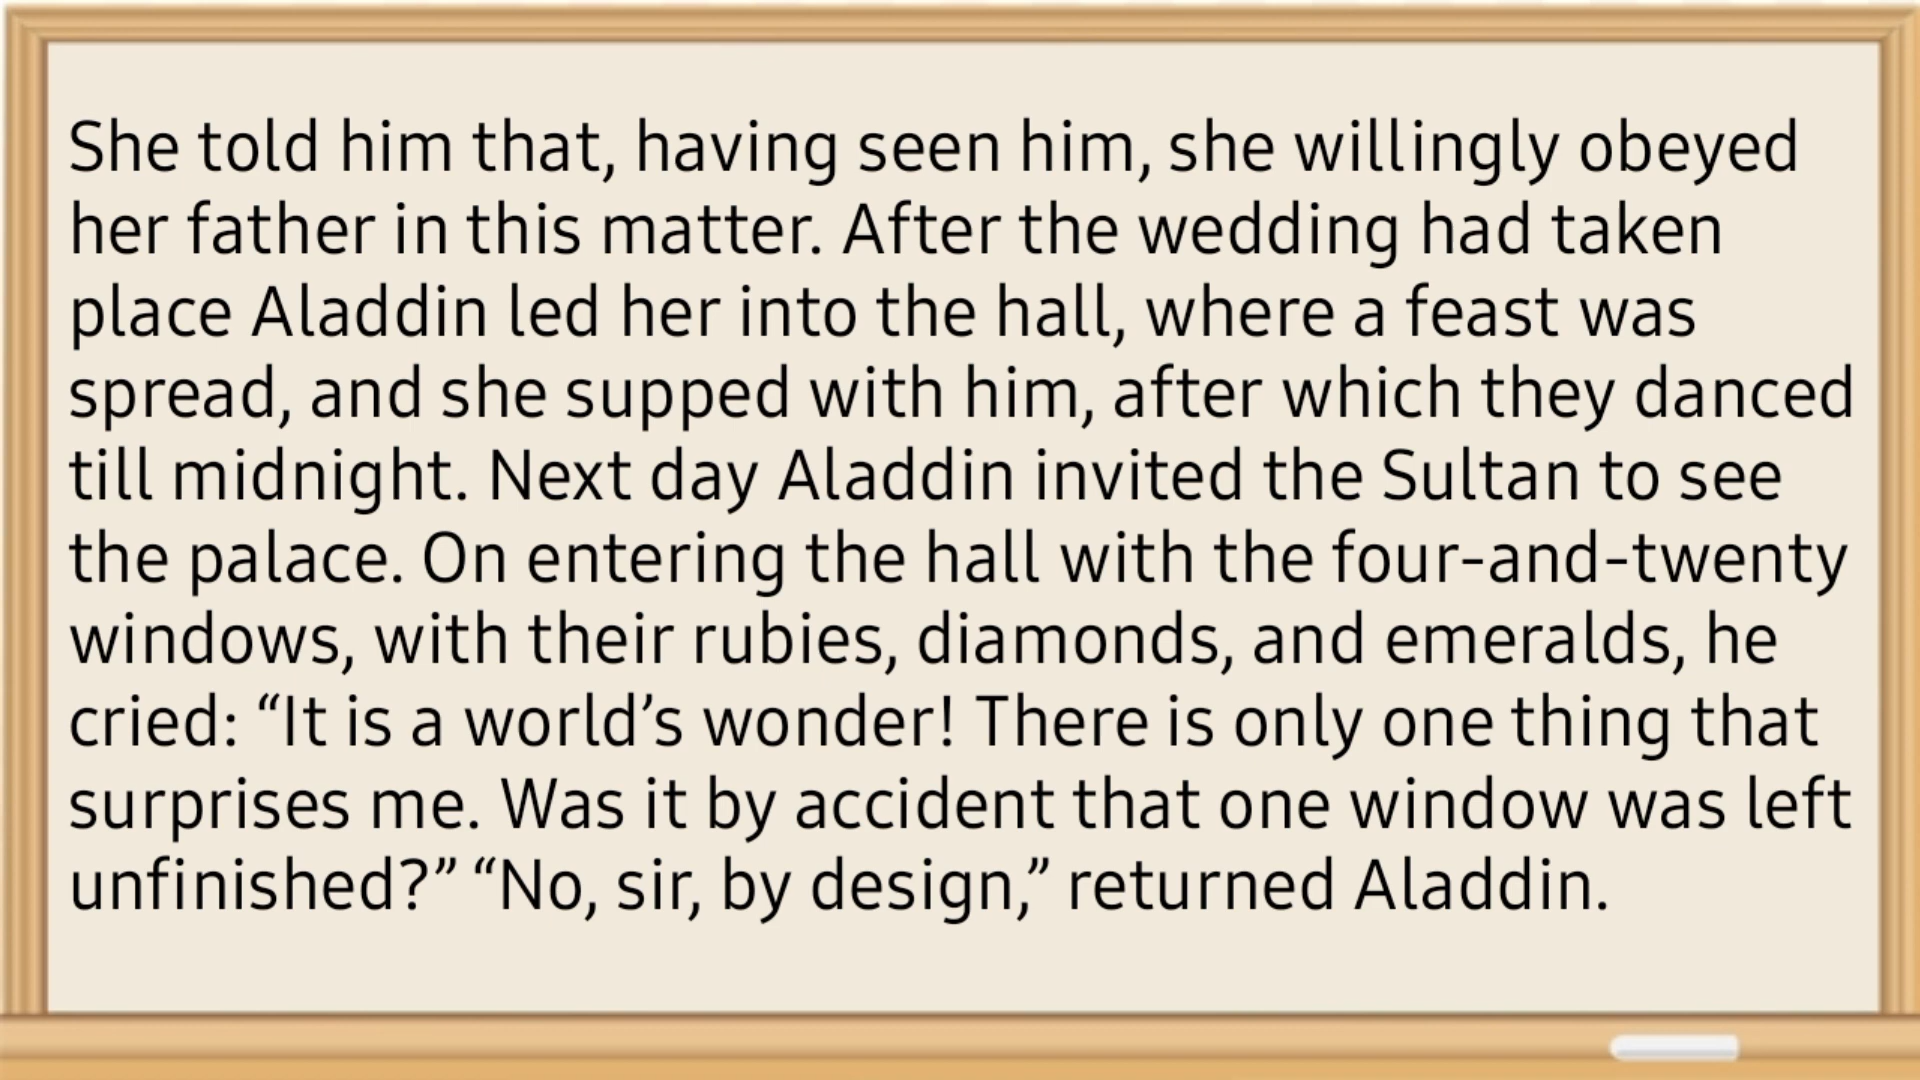 She told him that, having seen him, she willingly obeyed
her father in this matter. After the wedding had taken
place Aladdin led her into the hall, where a feast was
spread, and she supped with him, after which they danced
till midnight. Next day Aladdin invited the Sultan to see
the palace. On entering the hall with the four-and-twenty
windows, with their rubies, diamonds, and emeralds, he
cried: “It is a world’s wonder! There is only one thing that
surprises me. Was it by accident that one window was left
unfinished?” “No, sir, by design,” returned Aladdin.